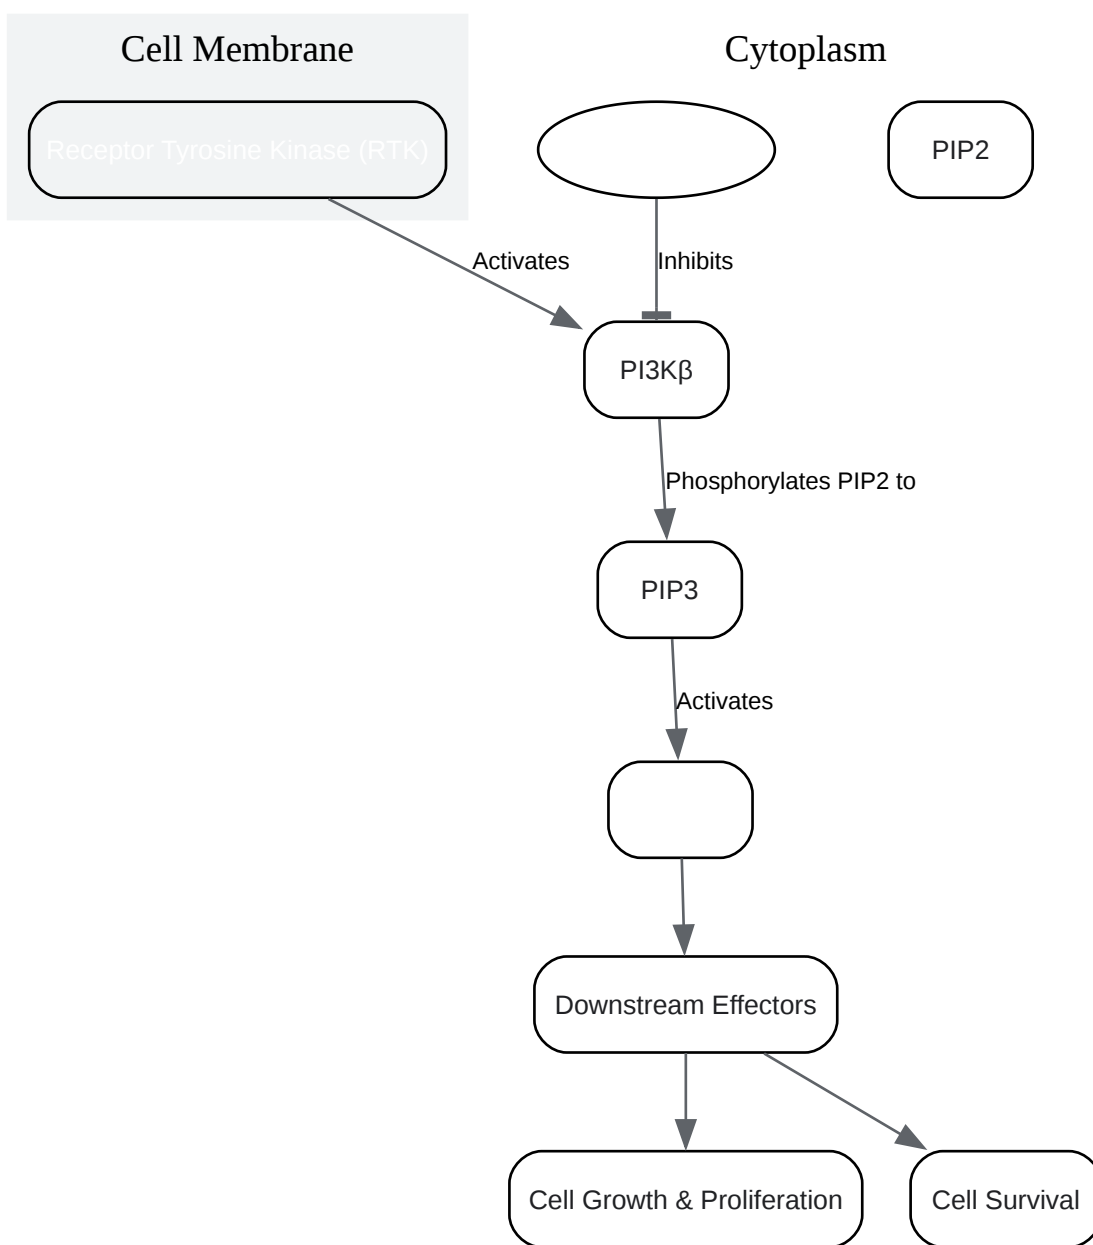 Cell Membrane
Cytoplasm
Receptor Tyrosine Kinase (RTK)
PIP2
Activates
Inhibits
PI3Kβ
Phosphorylates PIP2 to
PIP3
Activates
Downstream Effectors
Cell Growth & Proliferation
Cell Survival